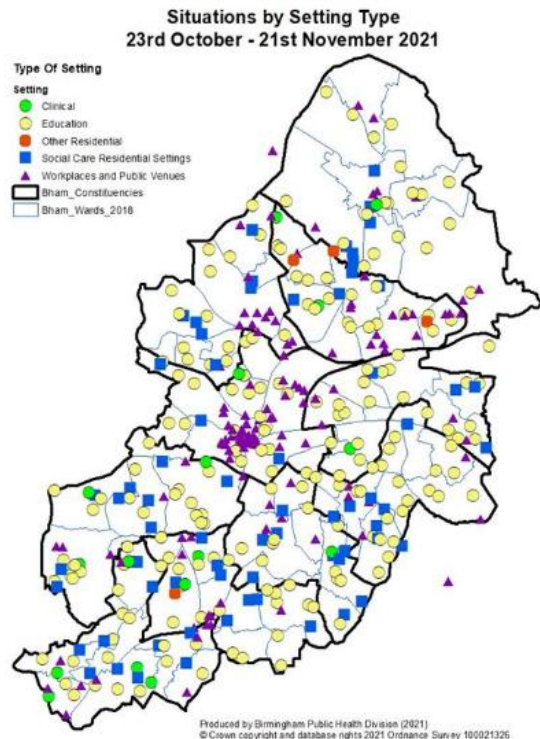 Situations by Setting Type
23rd October - 21st November 2021
Type Of Setting
Setting
Clinical
Education
Other Residential
Social Care Residential Settings
Workplaces and Public Venues
Bham_Constituencies
Bham_Wards_2018
Produced by Birmingham Public Health Division (2021)
© Crown copyright and database rights 2021 Ordnance Survey 100021326